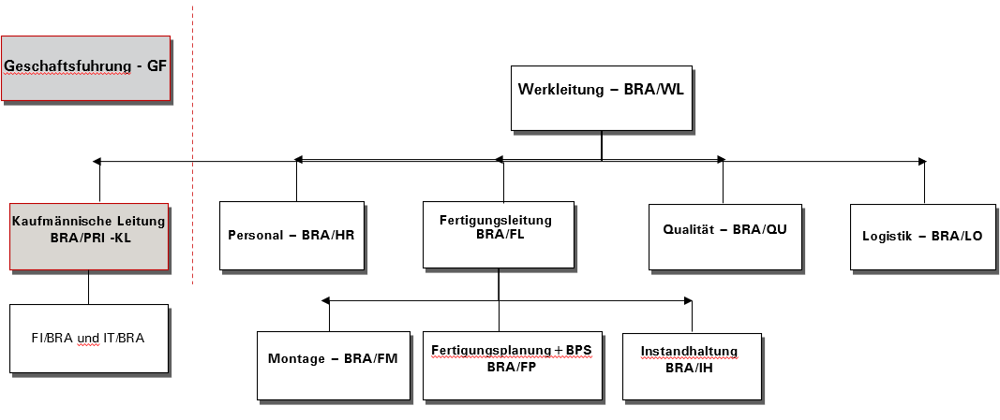 Geschaftsfuhrung - GF
Werkleitung – BRA/WL
Kaufmännische Leitung
BRA/PRI -KL
Personal – BRA/HR
Fertigungsleitung
BRA/FL
Qualität – BRA/QU
Logistik – BRA/LO
FI/BRA und IT/BRA
Montage – BRA/FM
Fertigungsplanung+BPS
BRA/FP
Instandhaltung
BRA/IH